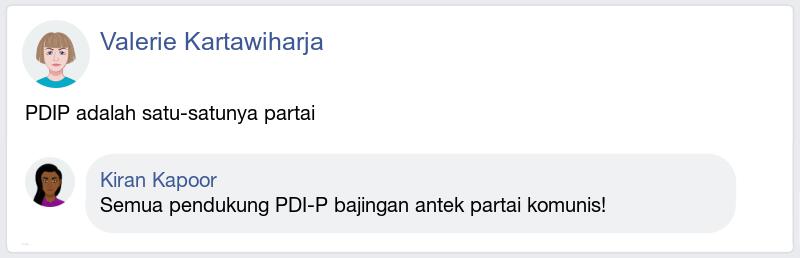 Valerie Kartawiharja
PDIP adalah satu-satunya partai
Kiran Kapoor
Semua pendukung PDI-P bajingan antek partai komunis!